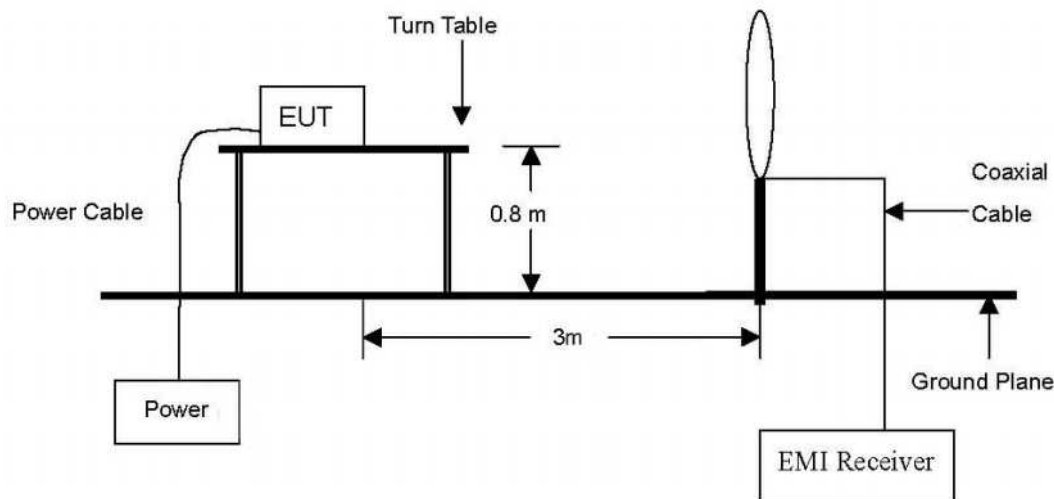 Turn Table
EUT
Coaxial
Cable
Power Cable
0.8 m
3m
Ground Plane
Power
EMI Receiver